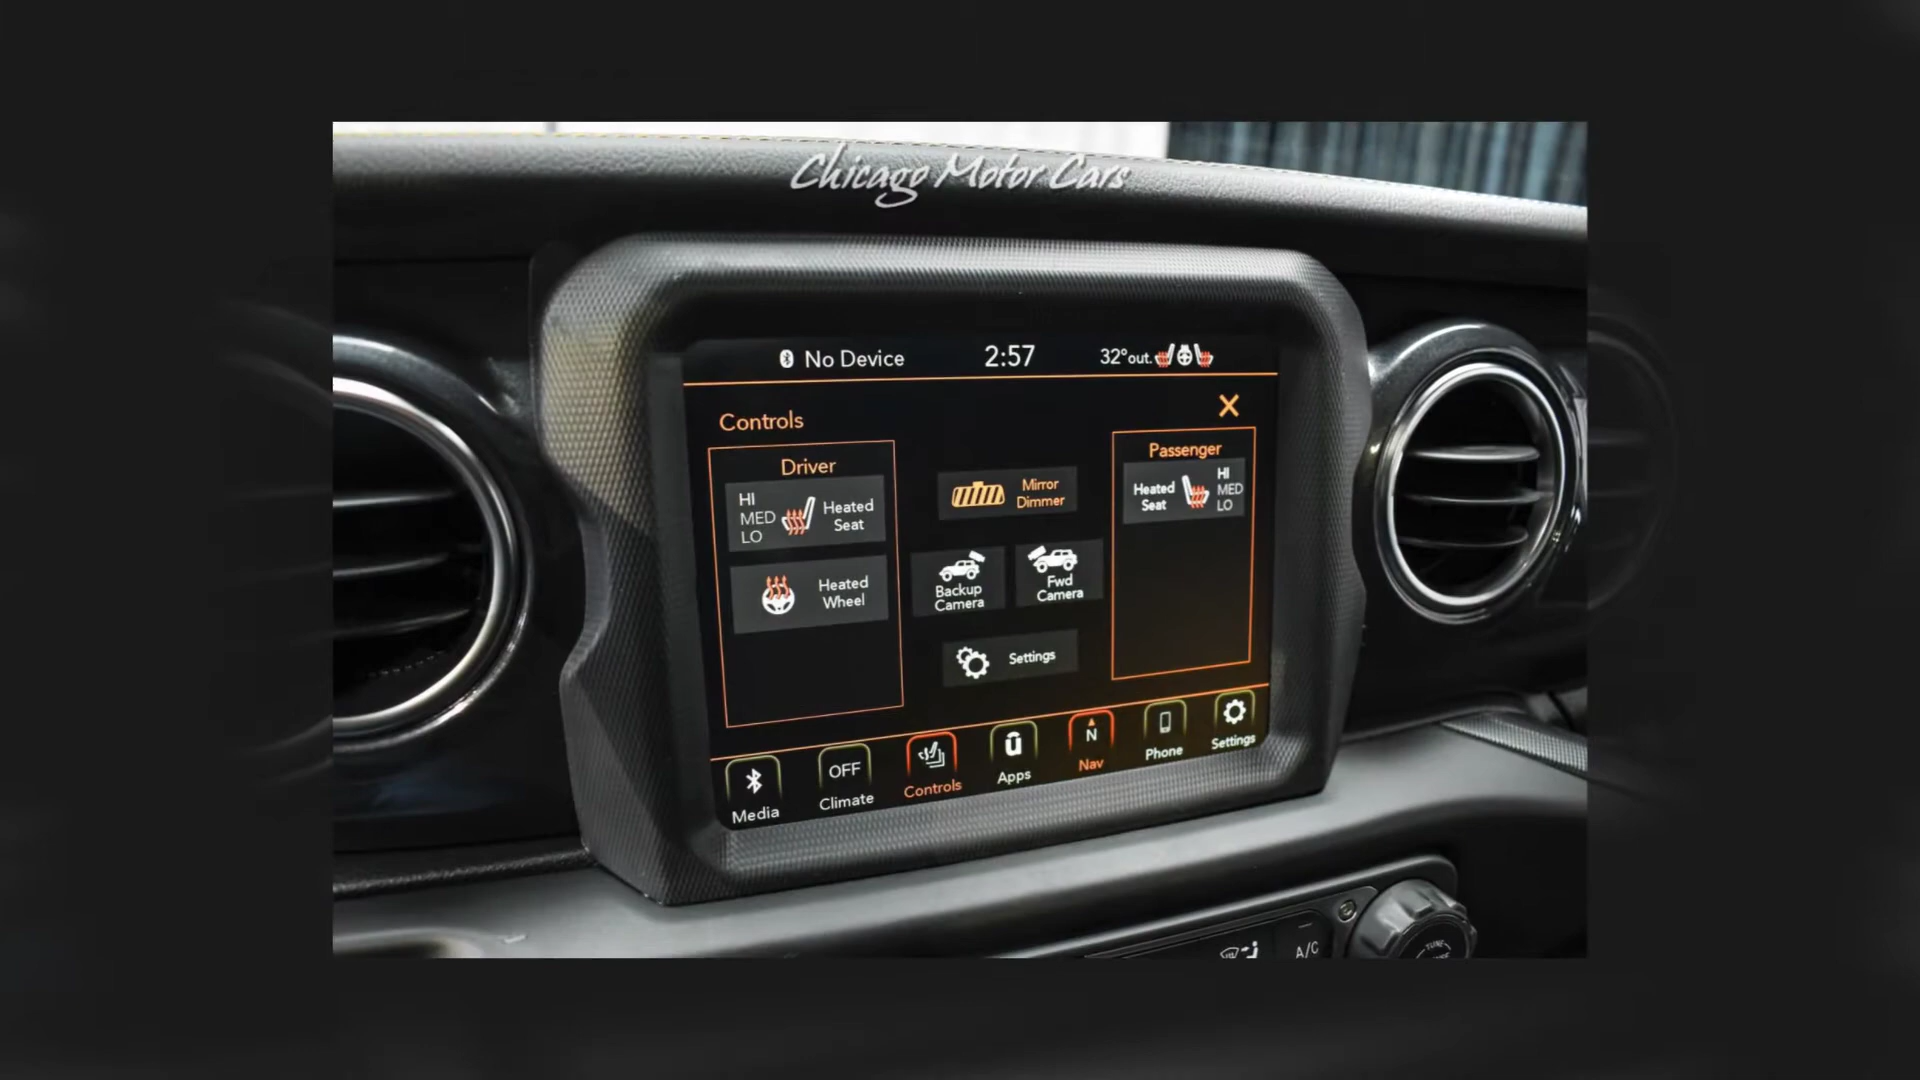 Chicago Motor Cars
No Device
2:57
32°out.
Controls
X
Driver
HI
MED
LO
Heated
Seat
Heated
Wheel
Mirror
Dimmer
Backup
Camera
Fwd
Camera
Settings
Passenger
Heated
Seat
HI
MED
LO
Media
OFF
Climate
Controls
Apps
N
Nav
Phone
Settings
A/C
TUNE